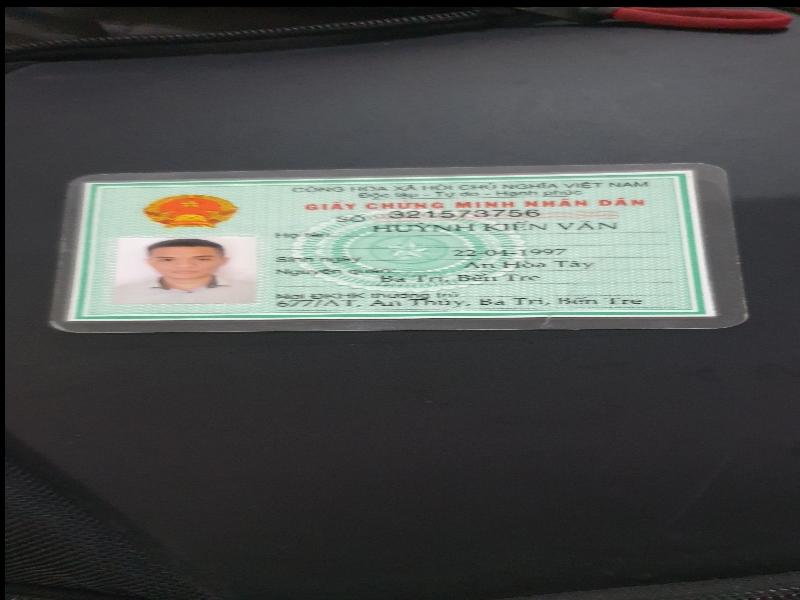 CỘNG HÒA XÃ HỘI CHỦ NGHĨA VIỆT NAM
Độc lập - Tự do - Hạnh phúc
GIẤY CHỨNG MINH NHÂN DÂN
SỐ 321573756
Họ tên HUỲNH KIẾN VĂN
Sinh ngày 22-04-1997
Nguyên quán An Hòa Tây
Ba Tri, Bến Tre
Nơi ĐKHK thường trú
677/AT, An Thủy, Ba Tri, Bến Tre